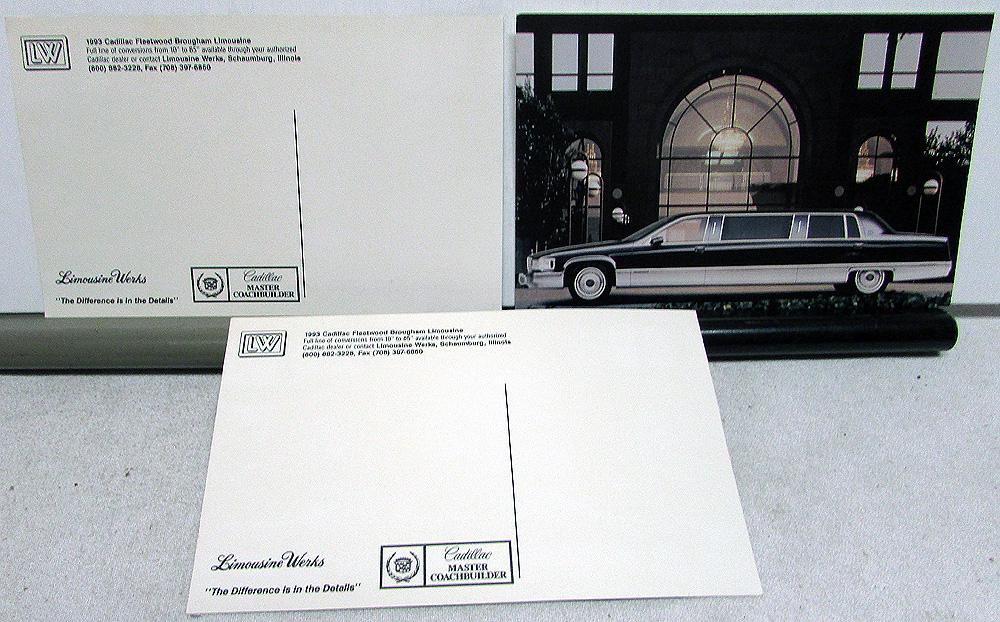 LW
1993 Cadillac Fleetwood Brougham Limousine
Full line of conversions from 10" to 85" available through your authorized
Cadillac dealer or contact Limousine Werks, Schaumburg, Illinois
(800) 882-3228, Fax (708) 397-6860
Limousine Werks
"The Difference is in the Details"
Cadillac
MASTER
COACHBUILDER
LW
1993 Cadillac Fleetwood Brougham Limousine
Full line of conversions from 10" to 85" available through your authorized
Cadillac dealer or contact Limousine Werks, Schaumburg, Illinois
(800) 882-3228, Fax (708) 397-6860
Limousine Werks
"The Difference is in the Details"
Cadillac
MASTER
COACHBUILDER